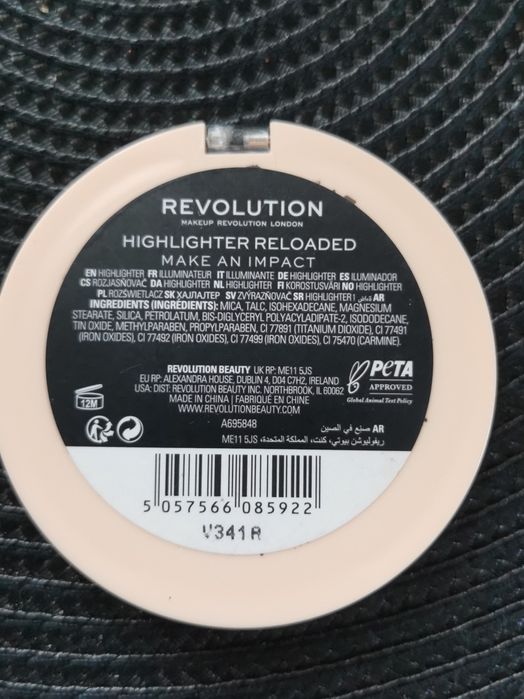 REVOLUTION
MAKEUP REVOLUTION LONDON
HIGHLIGHTER RELOADED
MAKE AN IMPACT
EN HIGHLIGHTER FR ILLUMINATEUR IT ILLUMINANTE DE HIGHLIGHTER ES ILUMINADOR
CS ROZJASŇOVAČ DA HIGHLIGHTER NL HIGHLIGHTER FI KOROSTUSVÄRI NO HIGHLIGHTER
PL ROZŚWIETLACZ SK ХАЈЛАЈТЕР SV ZVÝRAZŇOVAČ SR HIGHLIGHTER AR
INGREDIENTS (INGRÉDIENTS): MICA, TALC, ISOHEXADECANE, MAGNESIUM
STEARATE, SILICA, PETROLATUM, BIS-DIGLYCERYL POLYACYLADIPATE-2, ISODODECANE,
TIN OXIDE, METHYLPARABEN, PROPYLPARABEN, CI 77891 (TITANIUM DIOXIDE), CI 77491
(IRON OXIDES), CI 77492 (IRON OXIDES), CI 77499 (IRON OXIDES), CI 75470 (CARMINE).
REVOLUTION BEAUTY UK RP: ME11 5JS
EU RP: ALEXANDRA HOUSE, DUBLIN 4, D04 C7H2, IRELAND
USA: DIST. REVOLUTION BEAUTY INC. NORTHBROOK, IL 60062
MADE IN CHINA | FABRIQUÉ EN CHINE
WWW.REVOLUTIONBEAUTY.COM
PETA
APPROVED
Global Animal Test Policy
12M
A695848
AR صنع في الصين
ريفوليوشن بيوتي، كنت، المملكة المتحدة، ME11 5JS
5 057566 085922
V341R